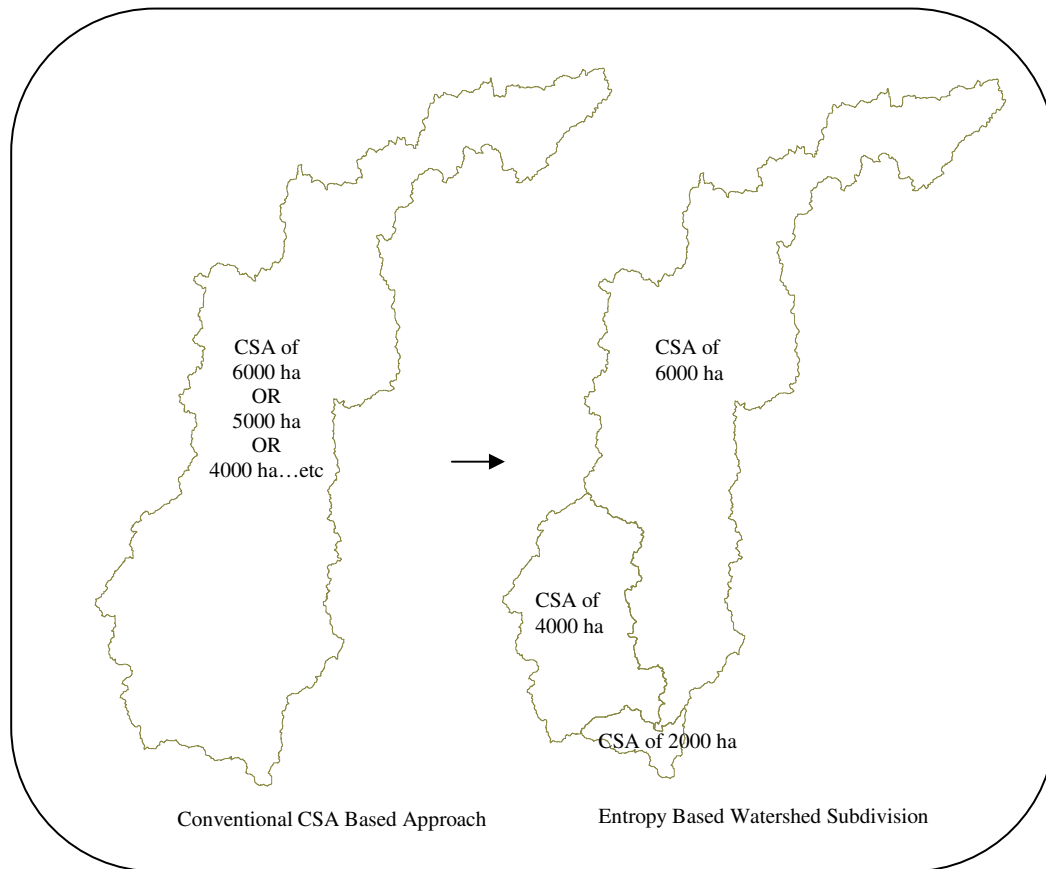 CSA of
6000 ha
OR
5000 ha
OR
4000 ha…etc
Conventional CSA Based Approach
CSA of
6000 ha
CSA of
4000 ha
CSA of 2000 ha
Entropy Based Watershed Subdivision